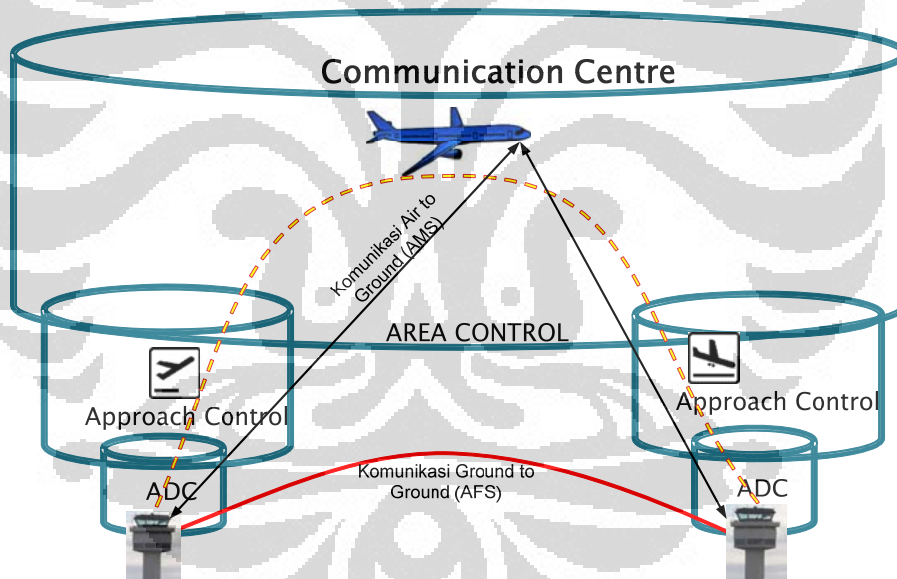 Communication Centre
Komunikasi Air to
Ground (AMS)
AREA CONTROL
Approach Control
Approach Control
Komunikasi Ground to
Ground (AFS)
ADC
ADC